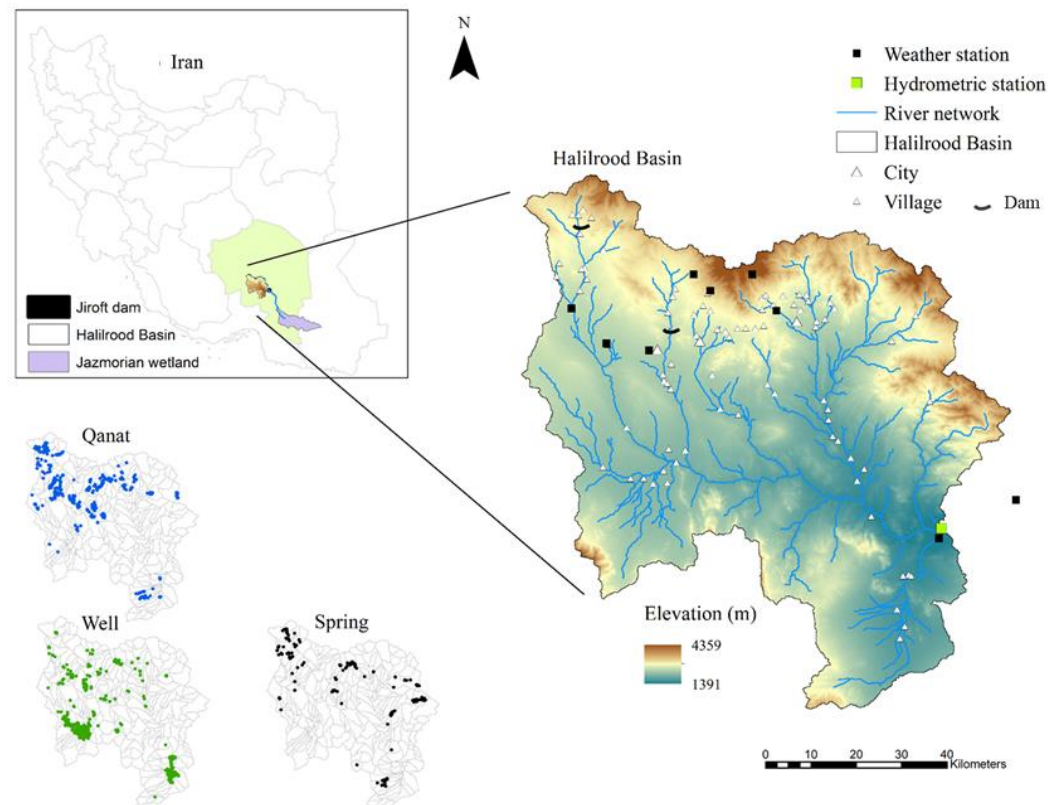 Iran
Jiroft dam
Halilrood Basin
Jazmorian wetland
N
Weather station
Hydrometric station
River network
Halilrood Basin
City
Village
Dam
Halilrood Basin
Qanat
Well
Spring
Elevation (m)
4359
1391
0 10 20 30 40
Kilometers